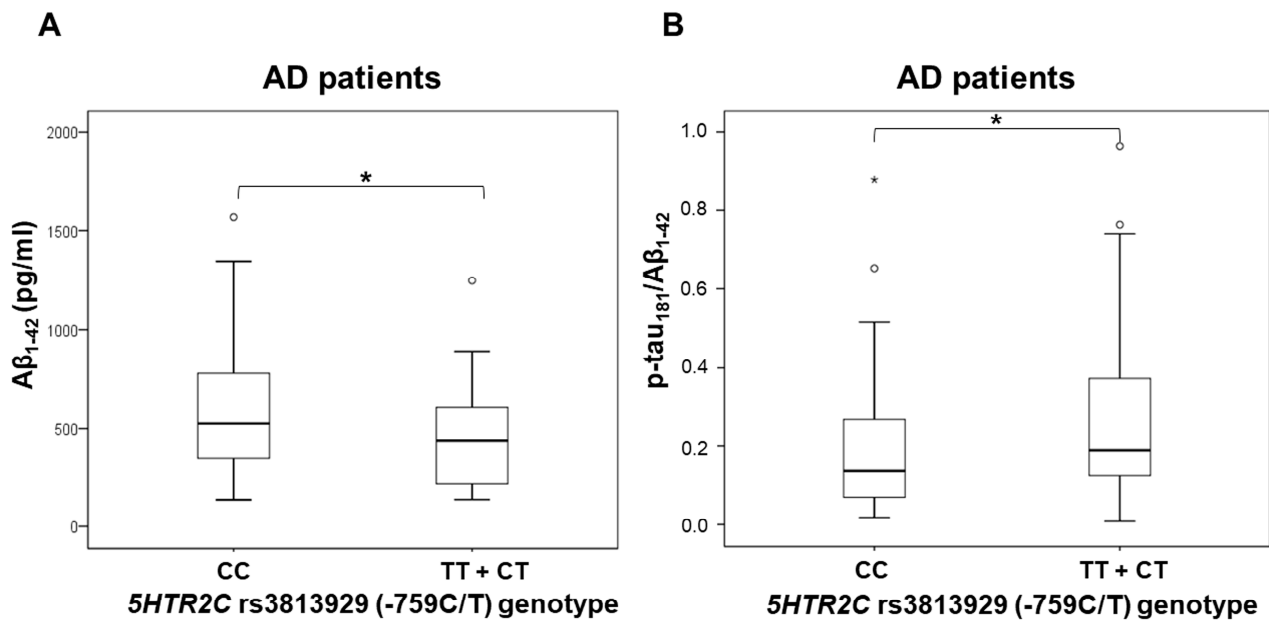 A
AD patients
2000
1500
1000
500
0
Aβ1-42 (pg/ml)
*
CC
TT + CT
5HTR2C rs3813929 (-759C/T) genotype
B
AD patients
1.0
0.8
0.6
0.4
0.2
0.0
p-tau181/Aβ1-42
*
*
CC
TT + CT
5HTR2C rs3813929 (-759C/T) genotype